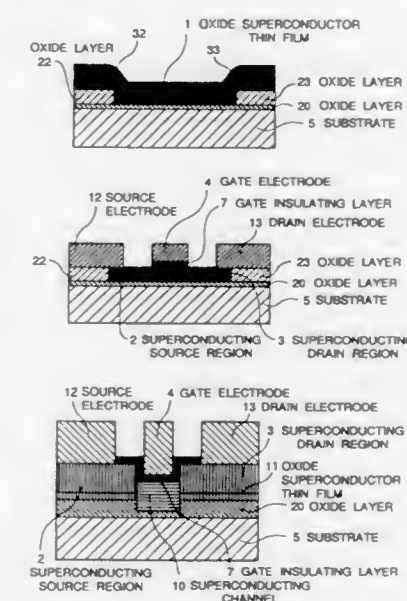 32
1 OXIDE SUPERCONDUCTOR
THIN FILM
33
OXIDE LAYER
22
23 OXIDE LAYER
20 OXIDE LAYER
5 SUBSTRATE
4 GATE ELECTRODE
12 SOURCE
ELECTRODE
7 GATE INSULATING LAYER
13 DRAIN ELECTRODE
22
23 OXIDE LAYER
20 OXIDE LAYER
5 SUBSTRATE
2 SUPERCONDUCTING
SOURCE REGION
3 SUPERCONDUCTING
DRAIN REGION
12 SOURCE
ELECTRODE
4 GATE ELECTRODE
13 DRAIN ELECTRODE
3 SUPERCONDUCTING
DRAIN REGION
11 OXIDE
SUPERCONDUCTOR
THIN FILM
20 OXIDE LAYER
5 SUBSTRATE
2
SUPERCONDUCTING
SOURCE REGION
7 GATE INSULATING LAYER
10 SUPERCONDUCTING
CHANNEL